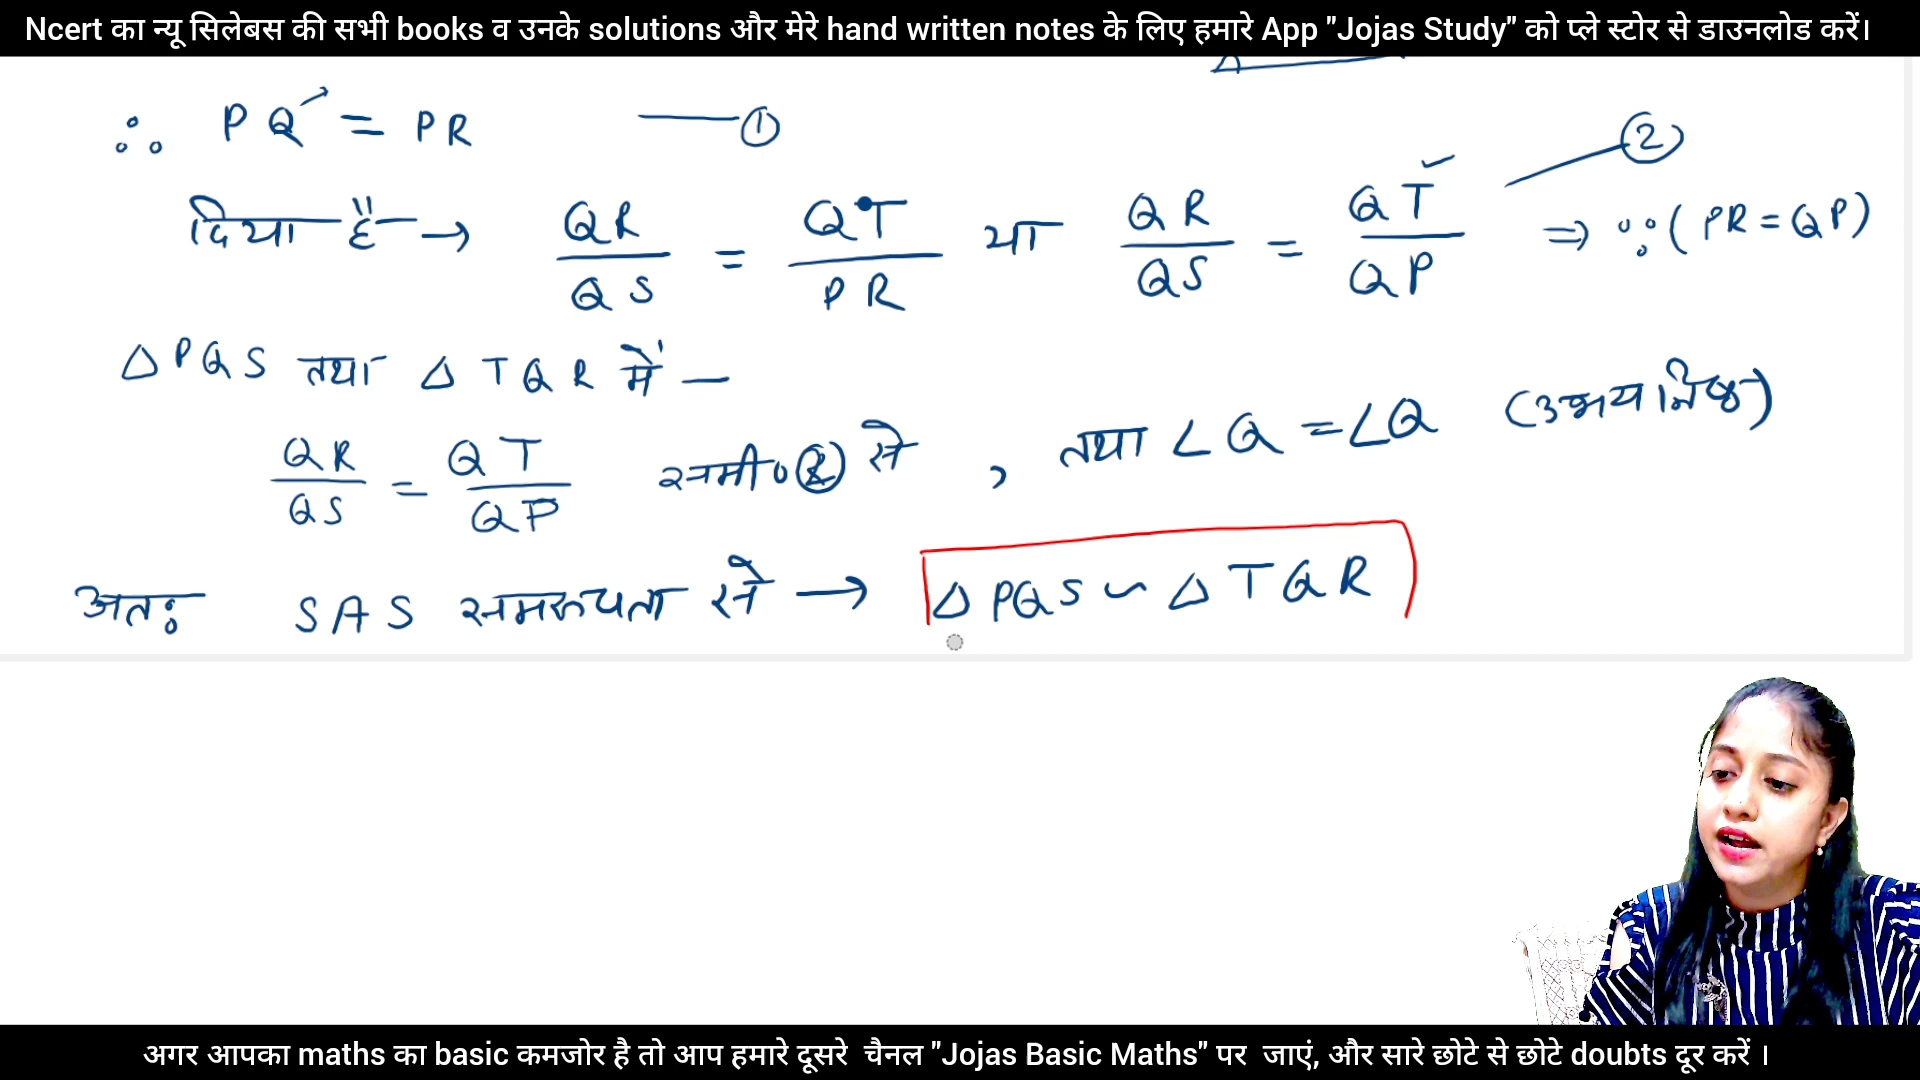 Ncert का न्यू सिलेबस की सभी books व उनके solutions और मेरे hand written notes के लिए हमारे App "Jojas Study" को प्ले स्टोर से डाउनलोड करें।
∴ PQ = PR —— ①
दिया है → QR/QS = QT/PR या QR/QS = QT/QP ② ⇒ ∵ (PR = QP)
△ PQS तथा △ TQR में —
QR/QS = QT/QP समी० ② से , तथा ∠Q = ∠Q (उभयनिष्ठ)
अतः SAS समरूपता से → △ PQS ~ △ TQR
अगर आपका maths का basic कमजोर है तो आप हमारे दूसरे चैनल "Jojas Basic Maths" पर जाएं, और सारे छोटे से छोटे doubts दूर करें ।